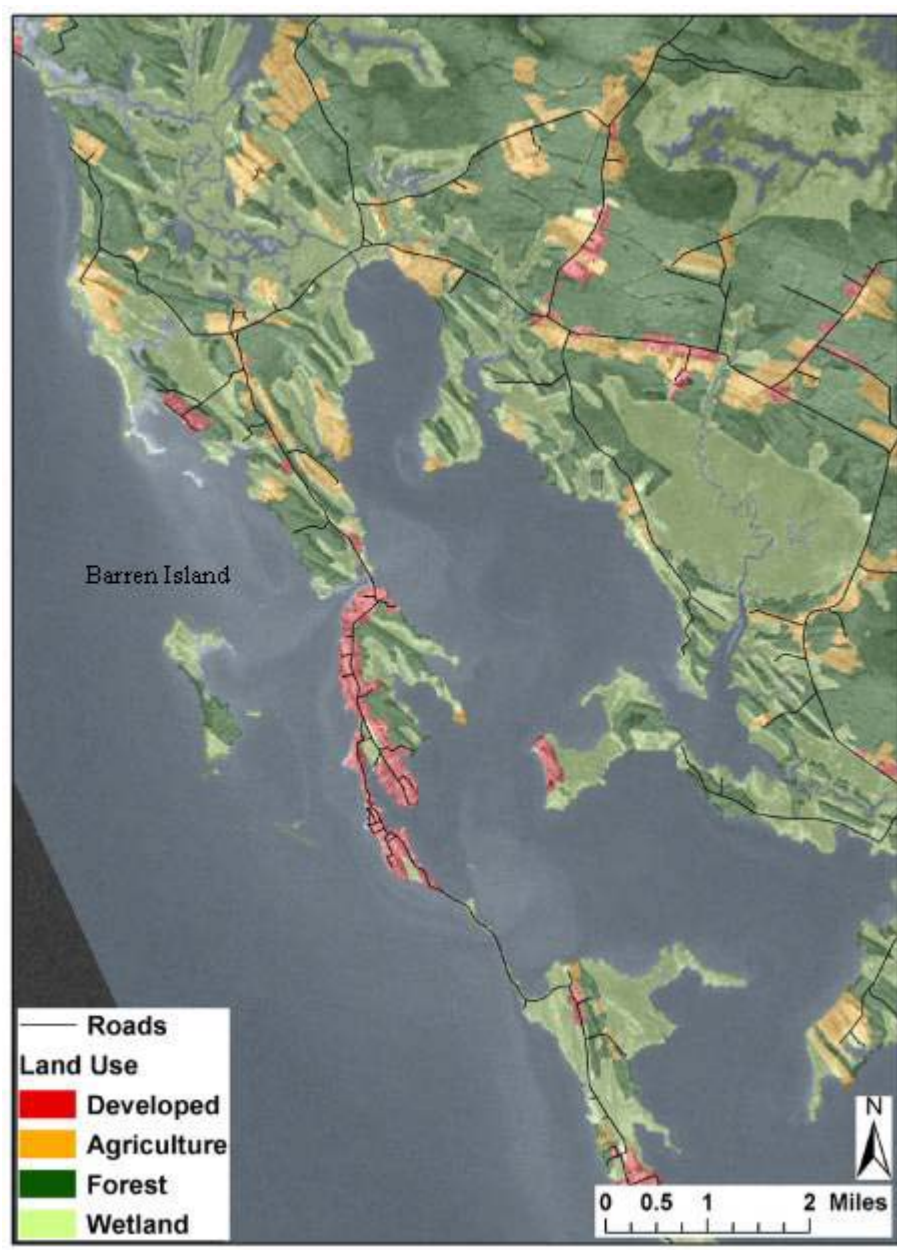 Barren Island
Roads
Land Use
Developed
Agriculture
Forest
Wetland
N
0 0.5 1 2 Miles